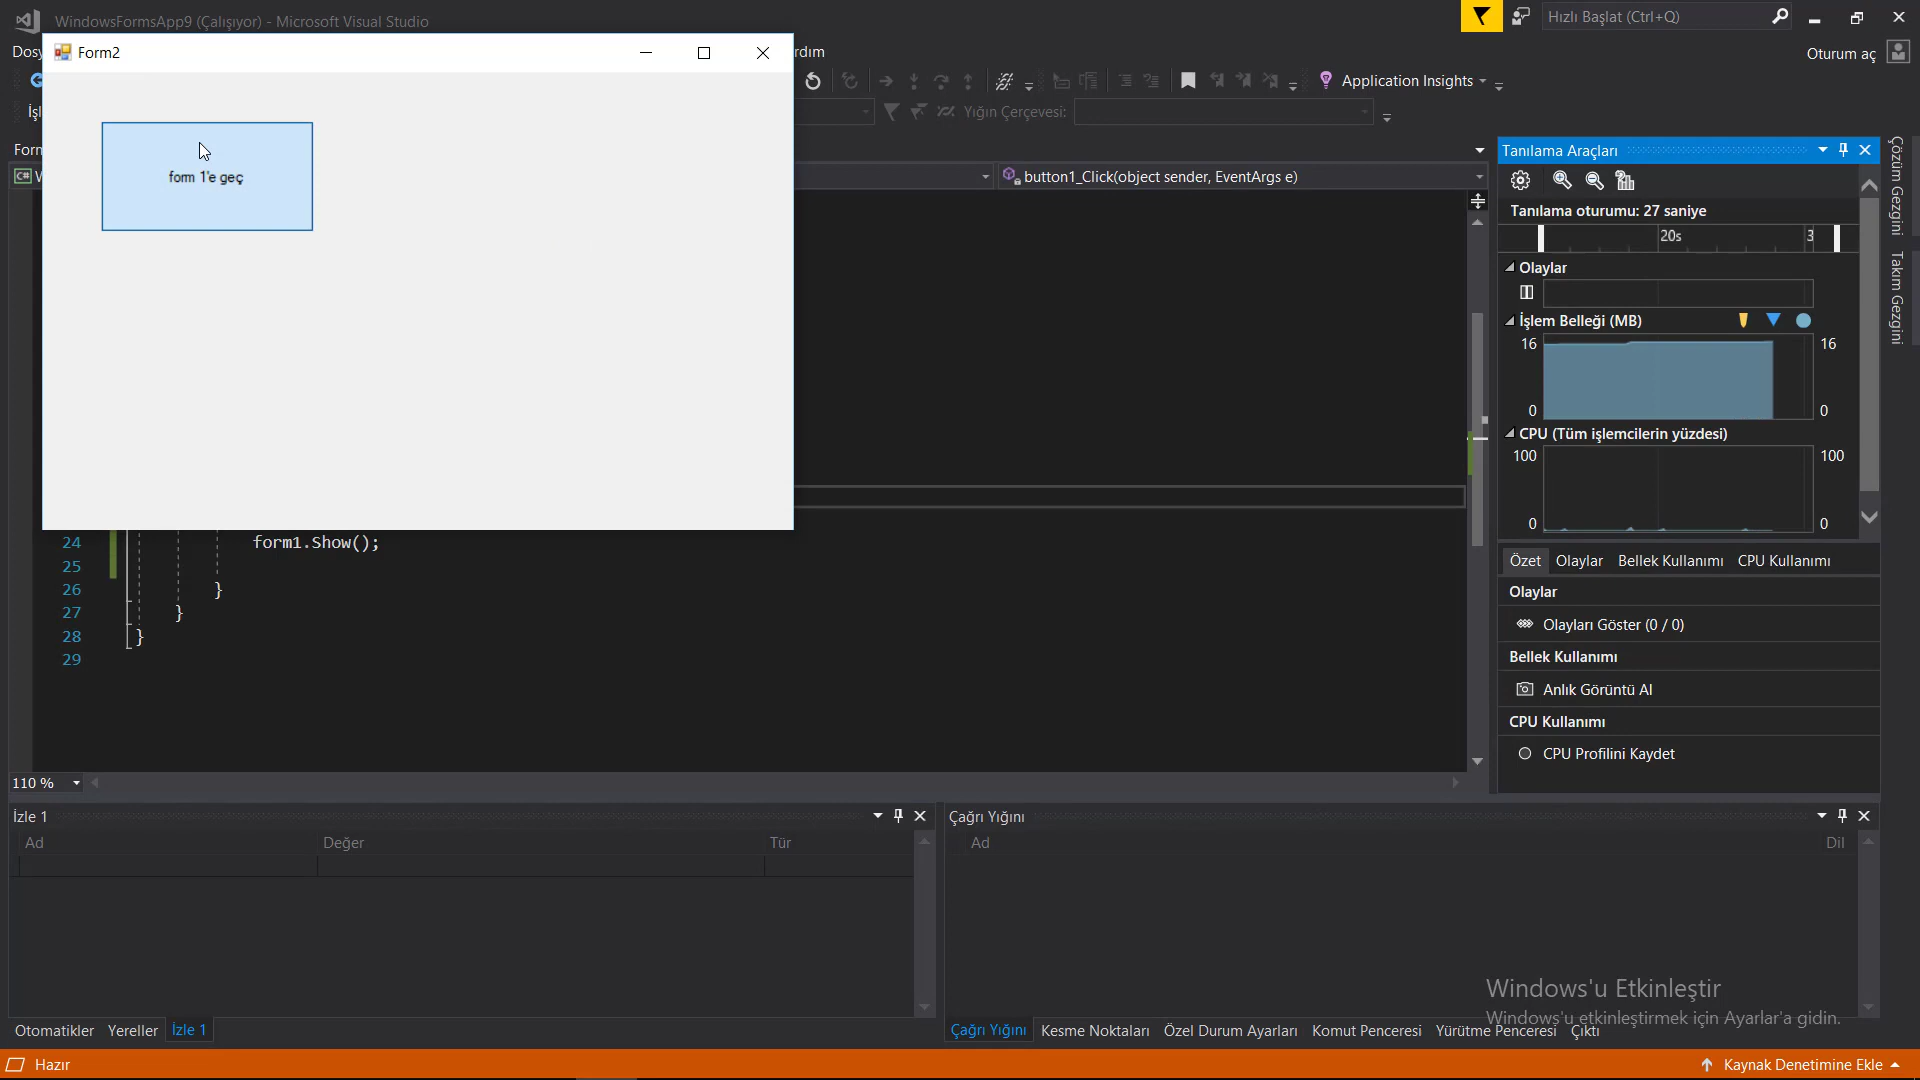 WindowsFormsApp9 (Çalışıyor) - Microsoft Visual Studio
Hızlı Başlat (Ctrl+Q)
Form2
Dosy
rdım
Oturum aç
Application Insights
İşl
Yığın Çerçevesi:
Form
C#
button1_Click(object sender, EventArgs e)
form 1'e geç
Tanılama Araçları
Tanılama oturumu: 27 saniye
20s
3
Olaylar
İşlem Belleği (MB)
16
16
0
0
CPU (Tüm işlemcilerin yüzdesi)
100
100
0
0
24 form1.Show();
25
26 }
27 }
28 }
29
Özet Olaylar Bellek Kullanımı CPU Kullanımı
Olaylar
Olayları Göster (0 / 0)
Bellek Kullanımı
Anlık Görüntü Al
CPU Kullanımı
CPU Profilini Kaydet
Çözüm Gezgini
Takım Gezgini
110 %
İzle 1
Ad Değer Tür
Çağrı Yığını
Ad Dil
Otomatikler Yereller İzle 1
Çağrı Yığını Kesme Noktaları Özel Durum Ayarları Komut Penceresi Yürütme Penceresi Çıktı
Windows'u Etkinleştir
Windows'u etkinleştirmek için Ayarlar'a gidin.
Hazır
Kaynak Denetimine Ekle